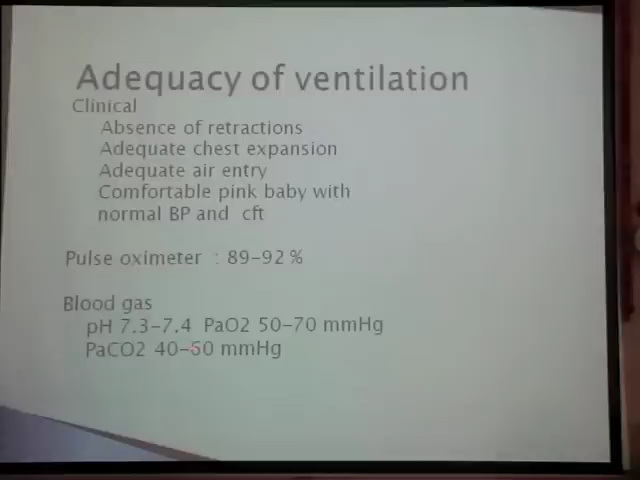 Adequacy of ventilation
Clinical
Absence of retractions
Adequate chest expansion
Adequate air entry
Comfortable pink baby with
normal BP and cft
Pulse oximeter : 89-92%
Blood gas
pH 7.3-7.4 PaO2 50-70 mmHg
PaCO2 40-50 mmHg